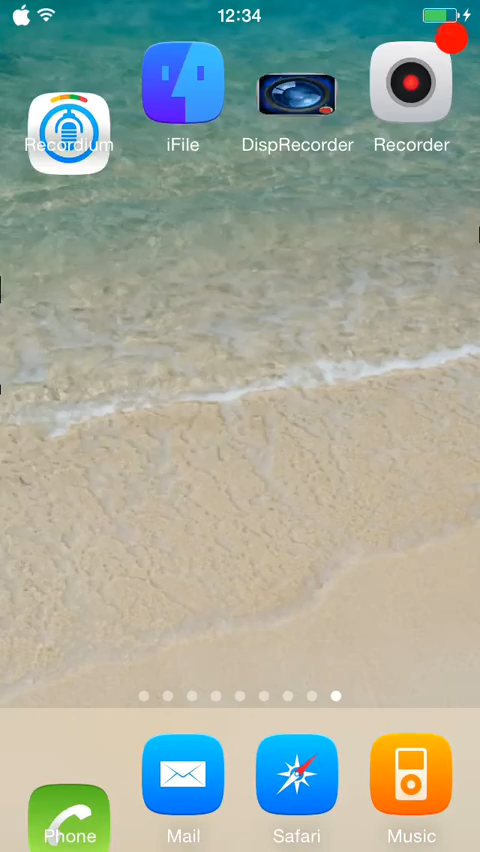 12:34
Recordium
iFile
DispRecorder
Recorder
Phone
Mail
Safari
Music